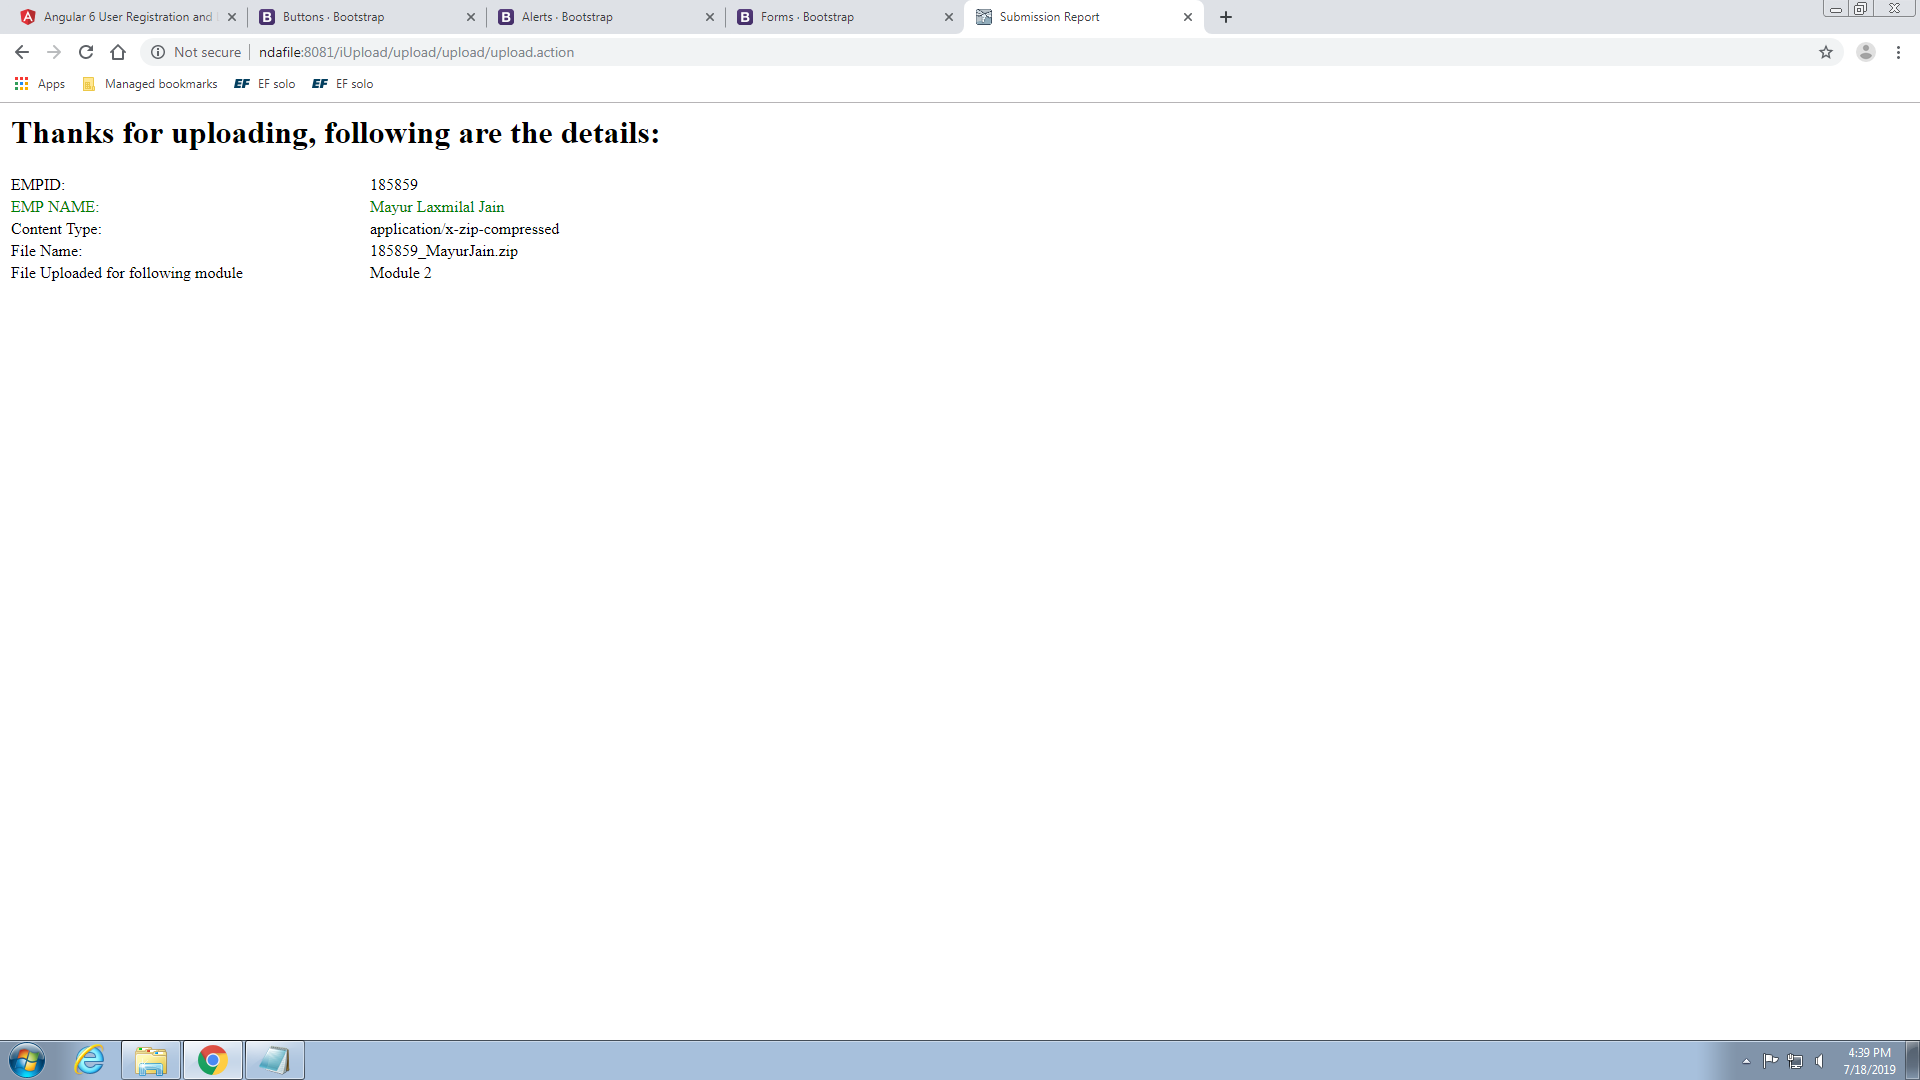 Angular 6 User Registration and
Buttons · Bootstrap
Alerts · Bootstrap
Forms · Bootstrap
Submission Report
Not secure
ndafile:8081/iUpload/upload/upload/upload.action
Apps
Managed bookmarks
EF EF solo
EF EF solo
Thanks for uploading, following are the details:
EMPID: 185859
EMP NAME: Mayur Laxmilal Jain
Content Type: application/x-zip-compressed
File Name: 185859_MayurJain.zip
File Uploaded for following module Module 2
4:39 PM
7/18/2019